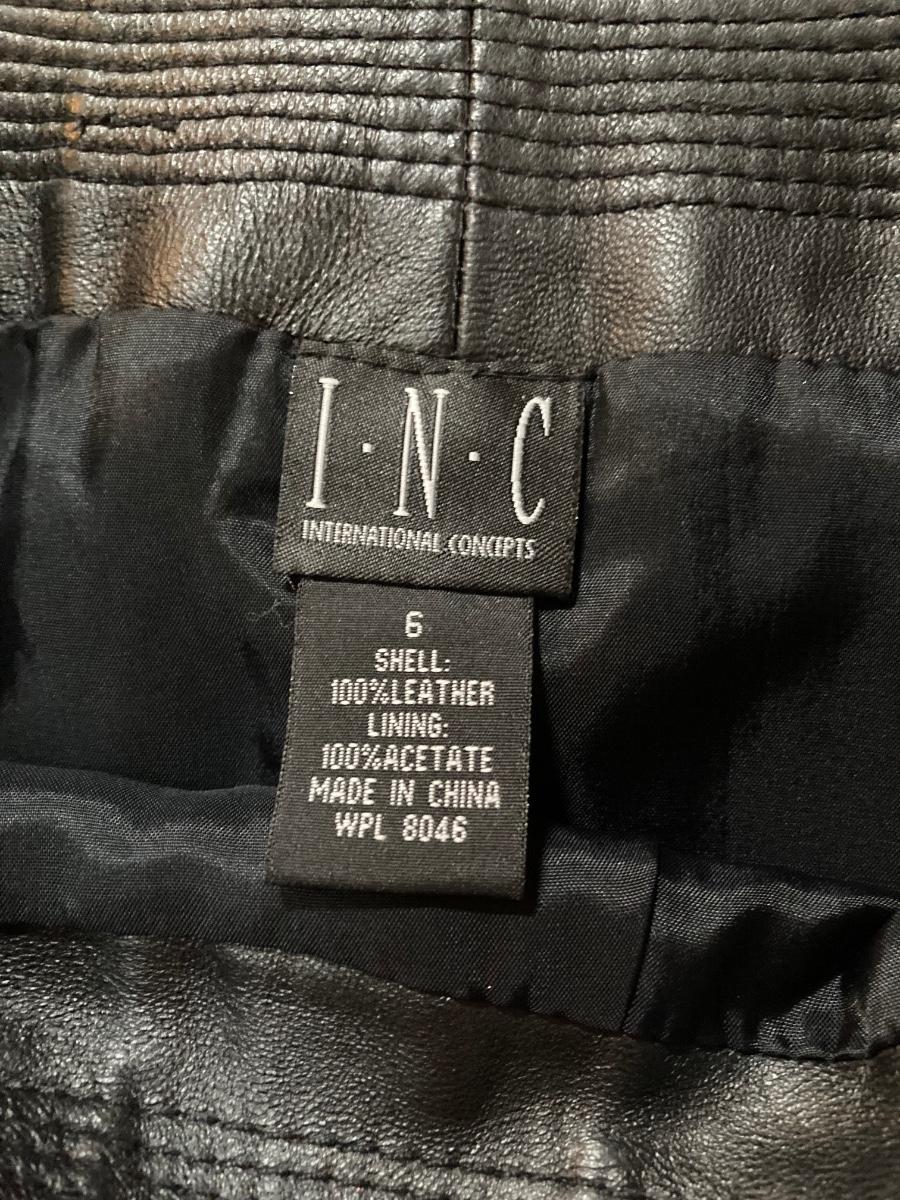 I·N·C
INTERNATIONAL CONCEPTS
6
SHELL:
100%LEATHER
LINING:
100%ACETATE
MADE IN CHINA
WPL 8046